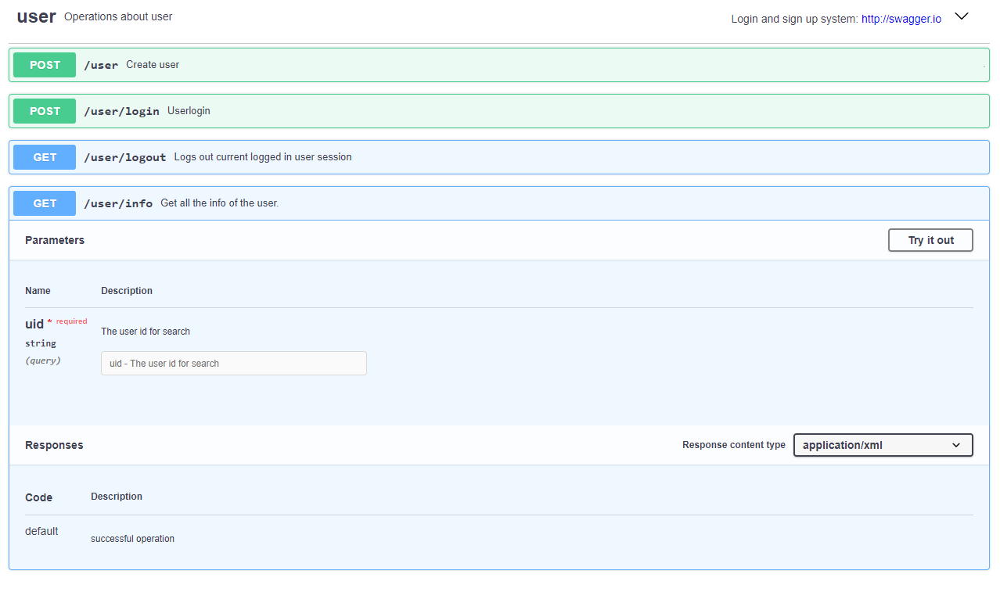 user Operations about user Login and sign up system: http://swagger.io
POST /user Create user
POST /user/login Userlogin
GET /user/logout Logs out current logged in user session
GET /user/info Get all the info of the user.
Parameters Try it out
Name Description
uid * required
The user id for search
string
(query)
uid - The user id for search
Responses Response content type application/xml
Code Description
default
successful operation